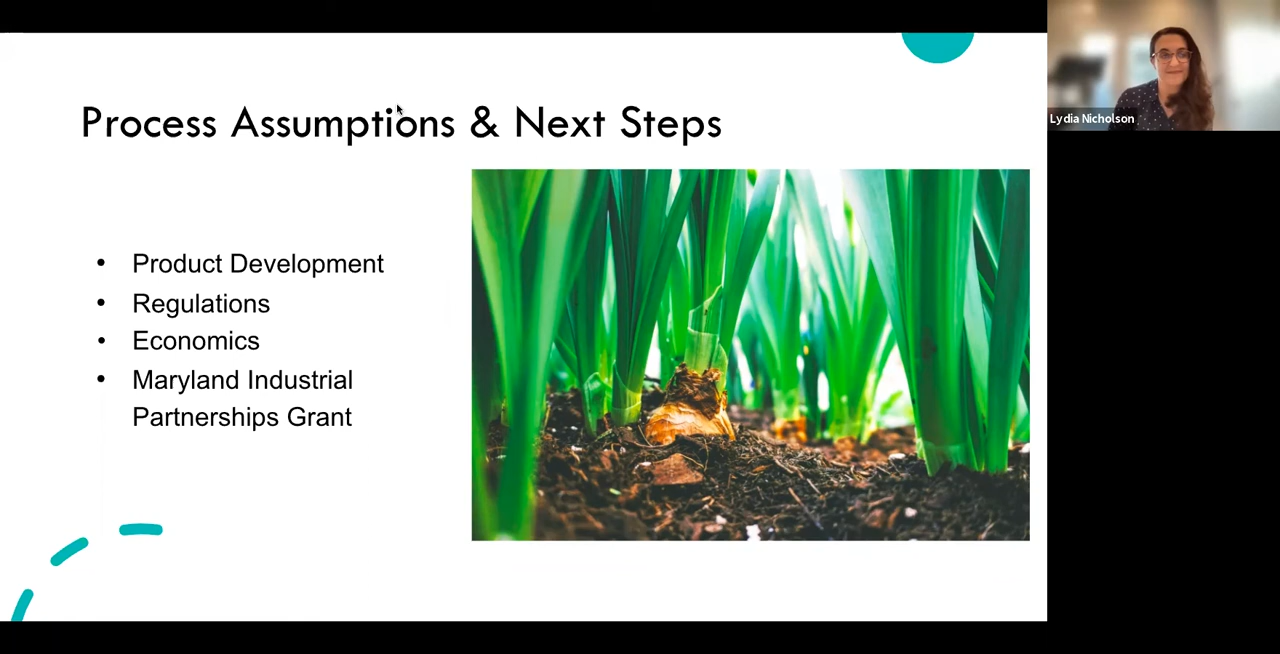 Process Assumptions & Next Steps
Lydia Nicholson
• Product Development
• Regulations
• Economics
• Maryland Industrial
Partnerships Grant